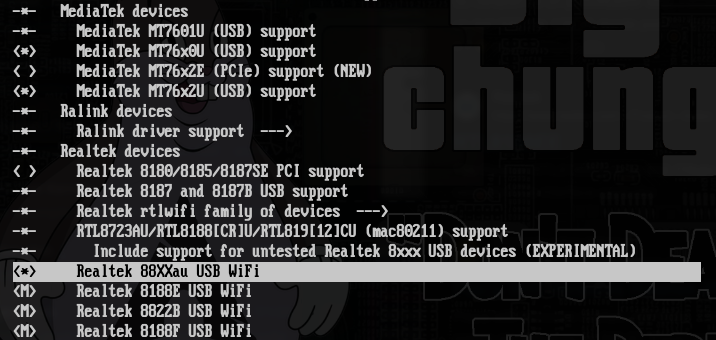 -*- MediaTek devices
-*- MediaTek MT7601U (USB) support
<*> MediaTek MT76x0U (USB) support
< > MediaTek MT76x2E (PCIe) support (NEW)
<*> MediaTek MT76x2U (USB) support
-*- Ralink devices
-*- Ralink driver support --->
-*- Realtek devices
< > Realtek 8180/8185/8187SE PCI support
-*- Realtek 8187 and 8187B USB support
-*- Realtek rtlwifi family of devices --->
-*- RTL8723AU/RTL8188[CR]U/RTL819[12]CU (mac80211) support
-*- Include support for untested Realtek 8xxx USB devices (EXPERIMENTAL)
<*> Realtek 88XXau USB WiFi
<M> Realtek 8188E USB WiFi
<M> Realtek 8822B USB WiFi
<M> Realtek 8188F USB WiFi
big
chung
"DON'T DEA